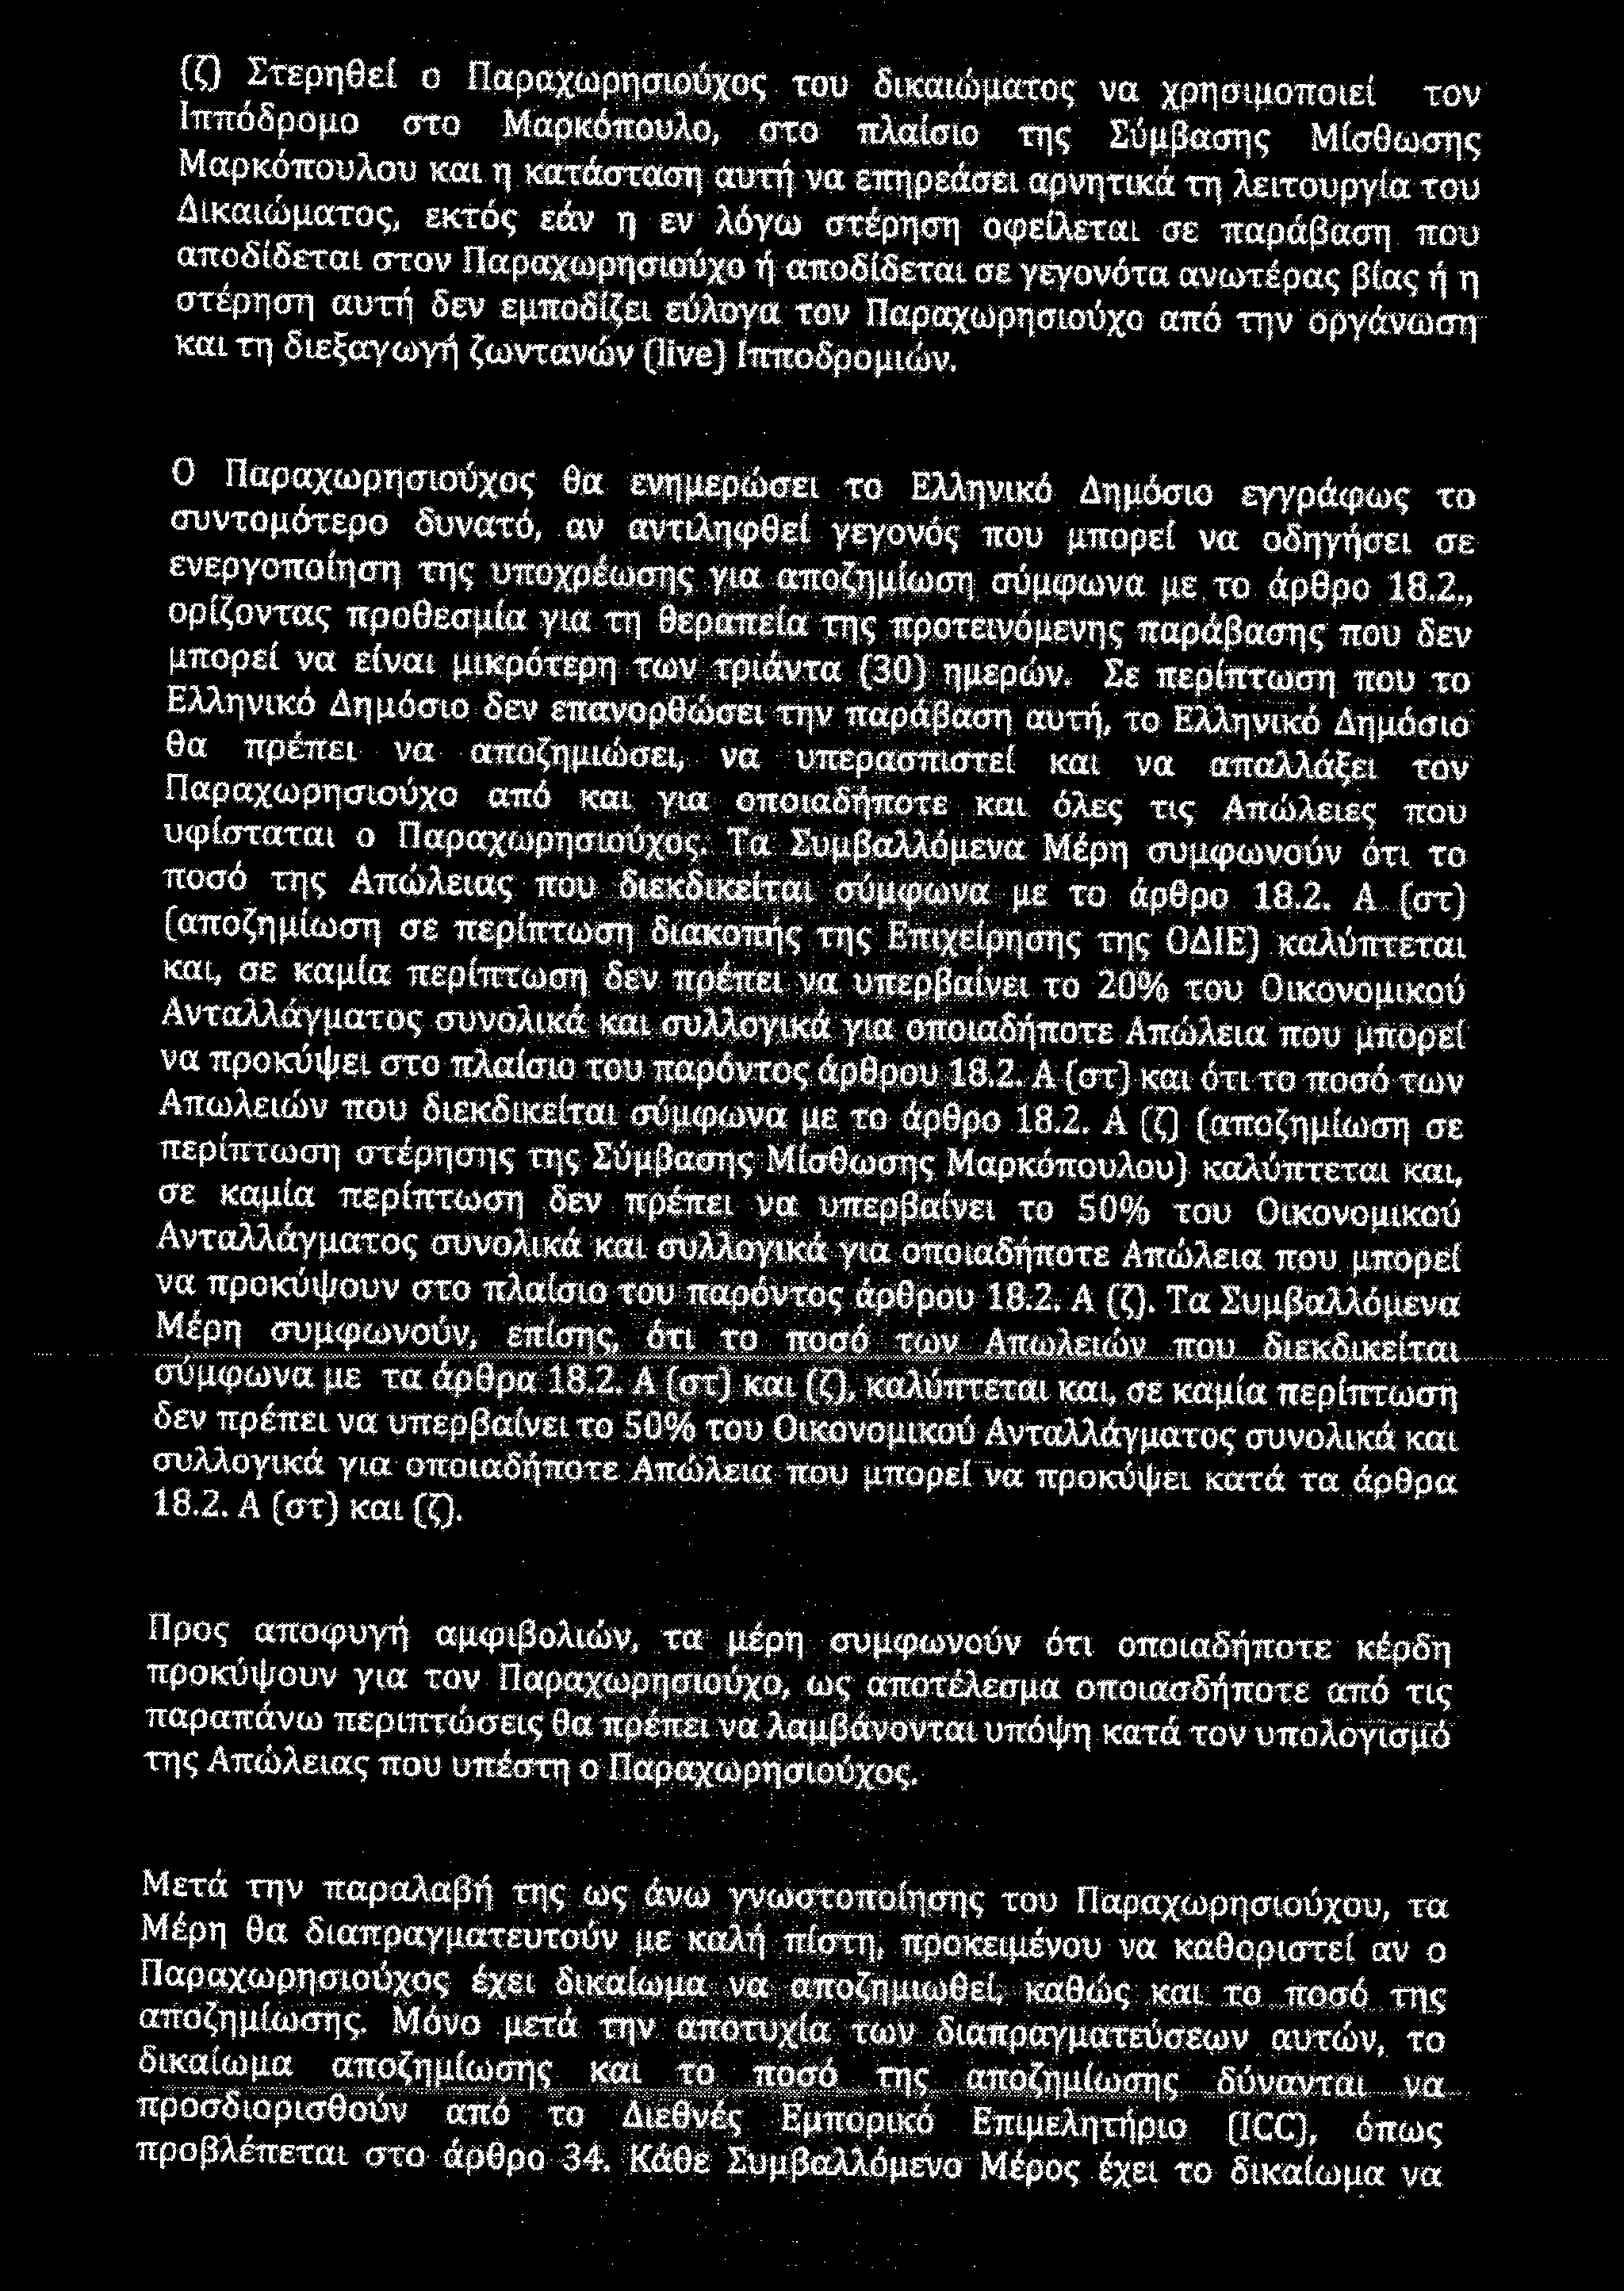 (ζ) Στερηθεί ο Παραχωρησιούχος του δικαιώματος να χρησιμοποιεί τον
Ιππόδρομο στο Μαρκόπουλο, στο πλαίσιο της Σύμβασης Μίσθωσης
Μαρκόπουλου και η κατάσταση αυτή να επηρεάσει αρνητικά τη λειτουργία του
Δικαιώματος, εκτός εάν η εν λόγω στέρηση οφείλεται σε παράβαση που
αποδίδεται στον Παραχωρησιούχο ή αποδίδεται σε γεγονότα ανωτέρας βίας ή η
στέρηση αυτή δεν εμποδίζει εύλογα τον Παραχωρησιούχο από την οργάνωση
και τη διεξαγωγή ζωντανών (live) Ιπποδρομιών.
Ο Παραχωρησιούχος θα ενημερώσει το Ελληνικό Δημόσιο εγγράφως το
συντομότερο δυνατό, αν αντιληφθεί γεγονός που μπορεί να οδηγήσει σε
ενεργοποίηση της υποχρέωσης για αποζημίωση σύμφωνα με το άρθρο 18.2.,
ορίζοντας προθεσμία για τη θεραπεία της προτεινόμενης παράβασης που δεν
μπορεί να είναι μικρότερη των τριάντα (30) ημερών. Σε περίπτωση που το
Ελληνικό Δημόσιο δεν επανορθώσει την παράβαση αυτή, το Ελληνικό Δημόσιο
θα πρέπει να αποζημιώσει, να υπερασπιστεί και να απαλλάξει τον
Παραχωρησιούχο από και για οποιαδήποτε και όλες τις Απώλειες που
υφίσταται ο Παραχωρησιούχος. Τα Συμβαλλόμενα Μέρη συμφωνούν ότι το
ποσό της Απώλειας που διεκδικείται σύμφωνα με το άρθρο 18.2. Α (στ)
(αποζημίωση σε περίπτωση διακοπής της Επιχείρησης της ΟΔΙΕ) καλύπτεται
και, σε καμία περίπτωση δεν πρέπει να υπερβαίνει το 20% του Οικονομικού
Ανταλλάγματος συνολικά και συλλογικά για οποιαδήποτε Απώλεια που μπορεί
να προκύψει στο πλαίσιο του παρόντος άρθρου 18.2. Α (στ) και ότι το ποσό των
Απωλειών που διεκδικείται σύμφωνα με το άρθρο 18.2. Α (ζ) (αποζημίωση σε
περίπτωση στέρησης της Σύμβασης Μίσθωσης Μαρκόπουλου) καλύπτεται και,
σε καμία περίπτωση δεν πρέπει να υπερβαίνει το 50% του Οικονομικού
Ανταλλάγματος συνολικά και συλλογικά για οποιαδήποτε Απώλεια που μπορεί
να προκύψουν στο πλαίσιο του παρόντος άρθρου 18.2. Α (ζ). Τα Συμβαλλόμενα
Μέρη συμφωνούν, επίσης, ότι το ποσό των Απωλειών που διεκδικείται
σύμφωνα με τα άρθρα 18.2. Α (στ) και (ζ), καλύπτεται και, σε καμία περίπτωση
δεν πρέπει να υπερβαίνει το 50% του Οικονομικού Ανταλλάγματος συνολικά και
συλλογικά για οποιαδήποτε Απώλεια που μπορεί να προκύψει κατά τα άρθρα
18.2. Α (στ) και (ζ).
Προς αποφυγή αμφιβολιών, τα μέρη συμφωνούν ότι οποιαδήποτε κέρδη
προκύψουν για τον Παραχωρησιούχο, ως αποτέλεσμα οποιασδήποτε από τις
παραπάνω περιπτώσεις θα πρέπει να λαμβάνονται υπόψη κατά τον υπολογισμό
της Απώλειας που υπέστη ο Παραχωρησιούχος.
Μετά την παραλαβή της ως άνω γνωστοποίησης του Παραχωρησιούχου, τα
Μέρη θα διαπραγματευτούν με καλή πίστη, προκειμένου να καθοριστεί αν ο
Παραχωρησιούχος έχει δικαίωμα να αποζημιωθεί, καθώς και το ποσό της
αποζημίωσης. Μόνο μετά την αποτυχία των διαπραγματεύσεων αυτών, το
δικαίωμα αποζημίωσης και το ποσό της αποζημίωσης δύνανται να
προσδιορισθούν από το Διεθνές Εμπορικό Επιμελητήριο (ICC), όπως
προβλέπεται στο άρθρο 34. Κάθε Συμβαλλόμενο Μέρος έχει το δικαίωμα να